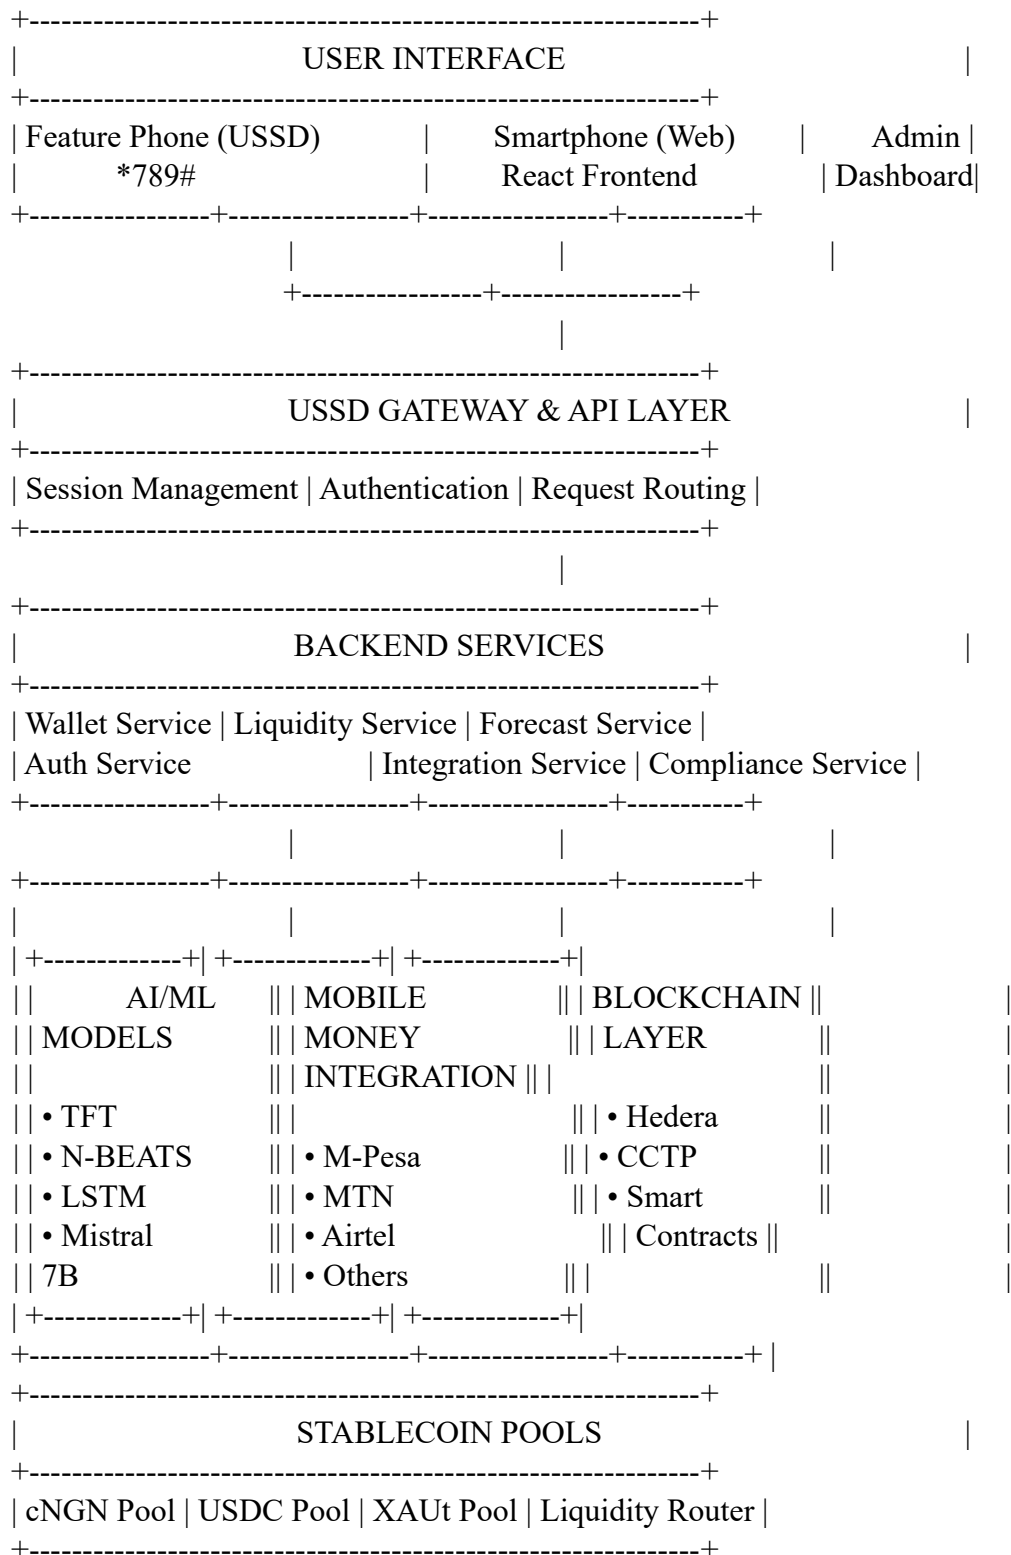 +---------------------------------------------------------------+
| USER INTERFACE |
+---------------------------------------------------------------+
| Feature Phone (USSD) | Smartphone (Web) | Admin |
| *789# | React Frontend | Dashboard|
+-----------------+-----------------+-----------------+-----------+
| | |
+-----------------+-----------------+
|
+---------------------------------------------------------------+
| USSD GATEWAY & API LAYER |
+---------------------------------------------------------------+
| Session Management | Authentication | Request Routing |
+---------------------------------------------------------------+
|
+---------------------------------------------------------------+
| BACKEND SERVICES |
+---------------------------------------------------------------+
| Wallet Service | Liquidity Service | Forecast Service |
| Auth Service | Integration Service | Compliance Service |
+-----------------+-----------------+-----------------+-----------+
| | |
+-----------------+-----------------+-----------------+-----------+
| | | |
| +-------------+| +-------------+| +-------------+|
| | AI/ML || | MOBILE || | BLOCKCHAIN || |
| | MODELS || | MONEY || | LAYER || |
| | || | INTEGRATION || | || |
| | • TFT || | || | • Hedera || |
| | • N-BEATS || | • M-Pesa || | • CCTP || |
| | • LSTM || | • MTN || | • Smart || |
| | • Mistral || | • Airtel || | Contracts || |
| | 7B || | • Others || | || |
| +-------------+| +-------------+| +-------------+|
+-----------------+-----------------+-----------------+-----------+ |
+---------------------------------------------------------------+
| STABLECOIN POOLS |
+---------------------------------------------------------------+
| cNGN Pool | USDC Pool | XAUt Pool | Liquidity Router |
+---------------------------------------------------------------+